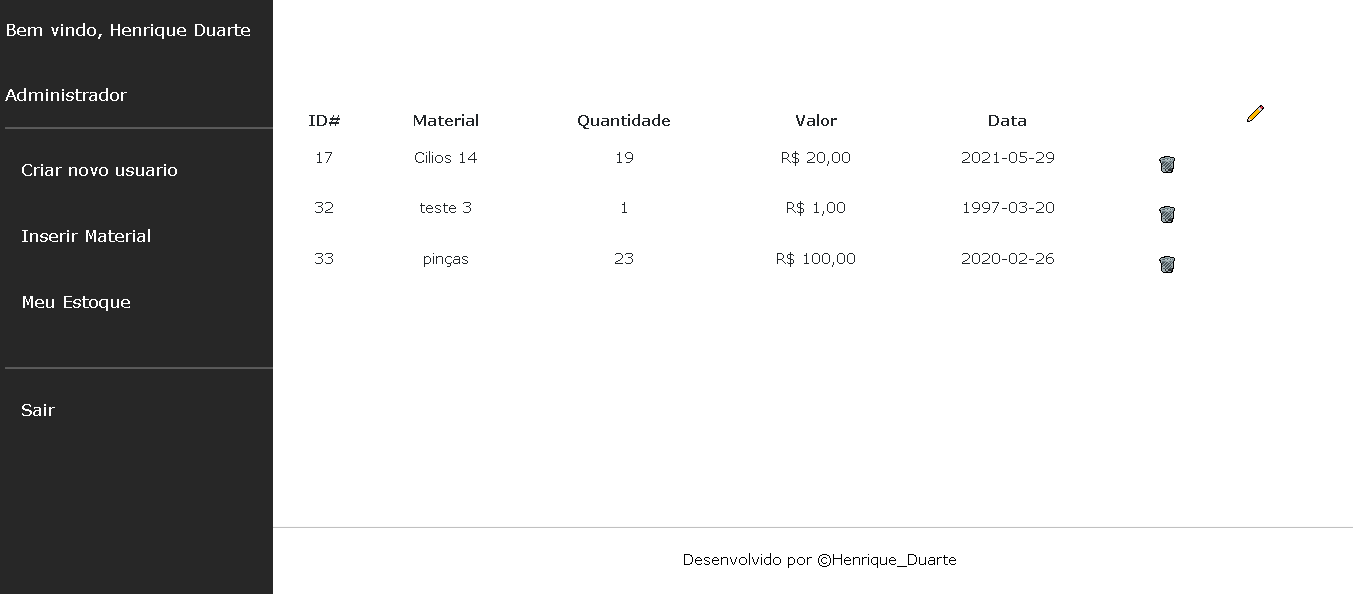 Bem vindo, Henrique Duarte
Administrador
Criar novo usuario
Inserir Material
Meu Estoque
Sair
ID# Material Quantidade Valor Data
17 Cilios 14 19 R$ 20,00 2021-05-29
32 teste 3 1 R$ 1,00 1997-03-20
33 pinças 23 R$ 100,00 2020-02-26
Desenvolvido por ©Henrique_Duarte